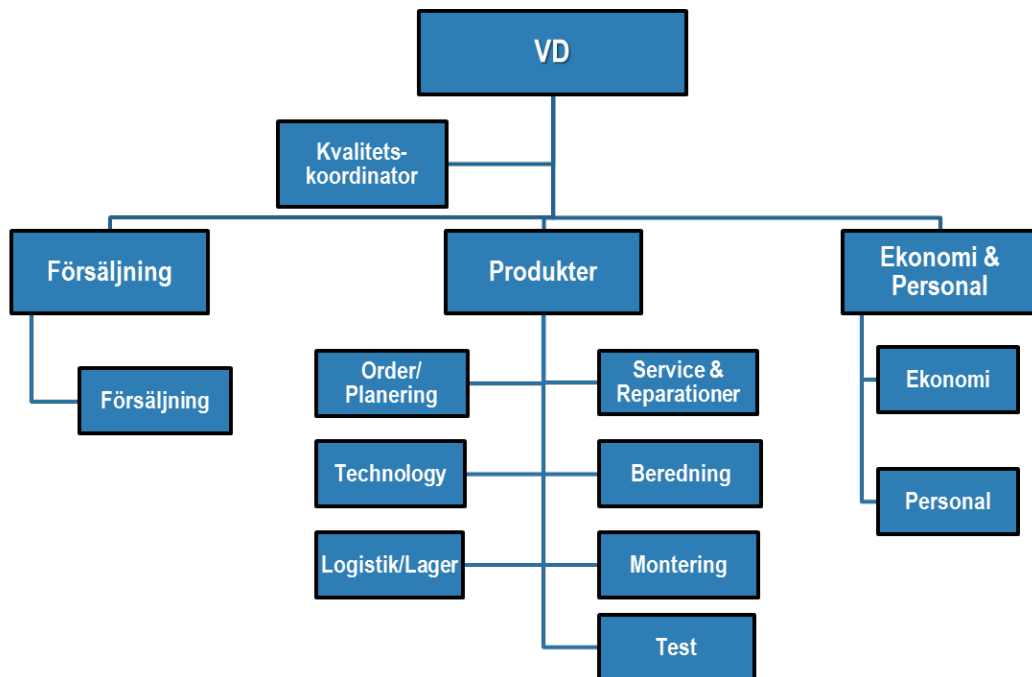 VD
Kvalitets-
koordinator
Försäljning
Produkter
Ekonomi &
Personal
Försäljning
Order/
Planering
Service &
Reparationer
Ekonomi
Technology
Beredning
Personal
Logistik/Lager
Montering
Test